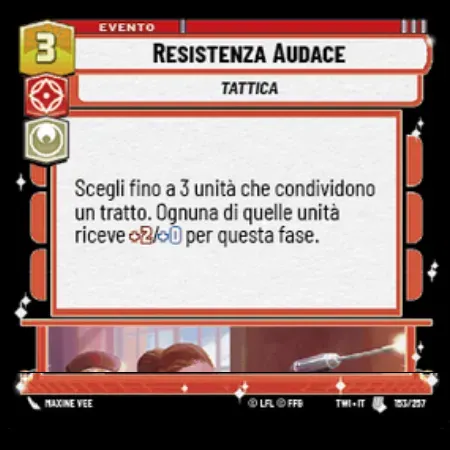 EVENTO
3
RESISTENZA AUDACE
TATTICA
Scegli fino a 3 unità che condividono
un tratto. Ognuna di quelle unità
riceve +2/+0 per questa fase.
MAXINE VEE © LFL © FFG TWI • IT 153/257